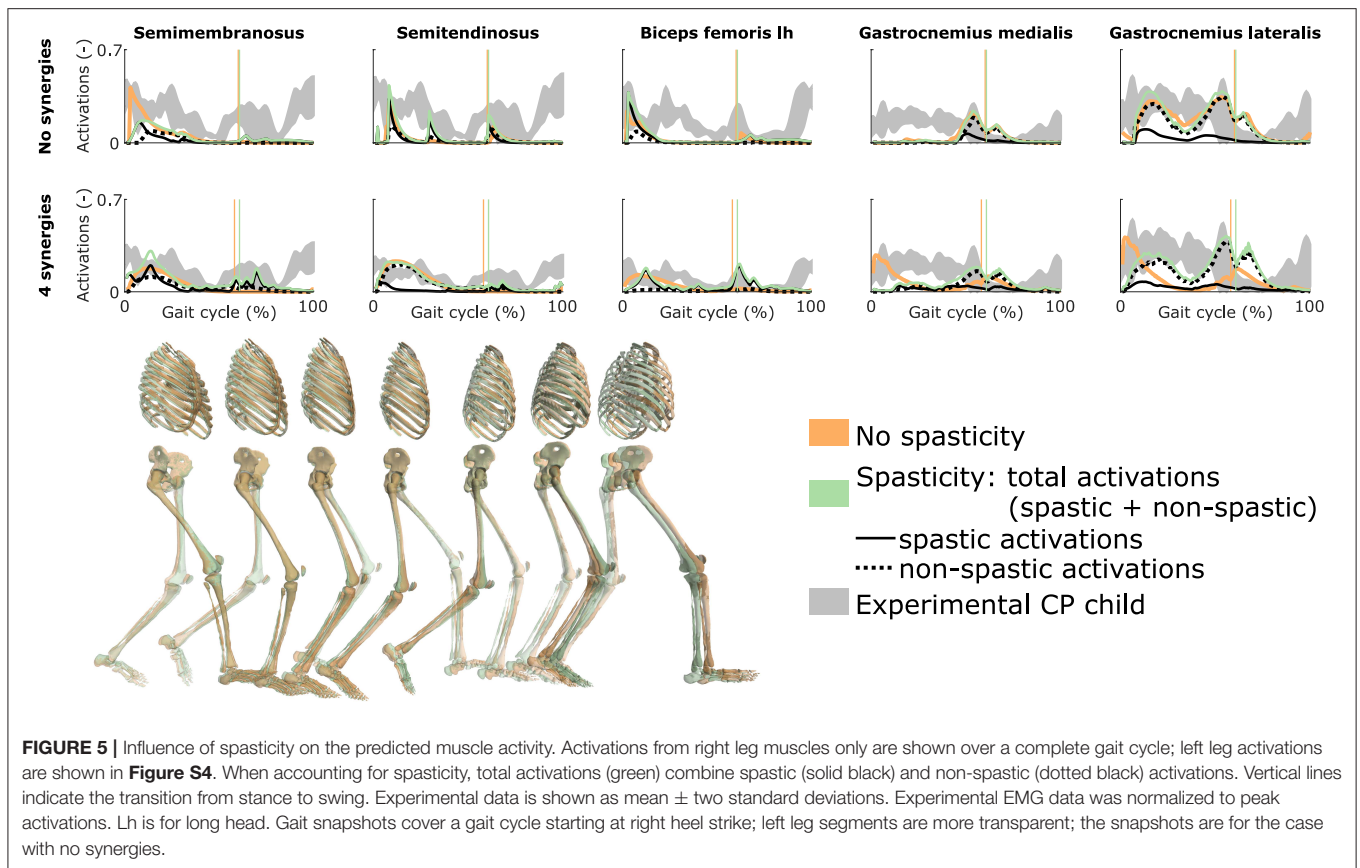 Semimembranosus
Semitendinosus
Biceps femoris lh
Gastrocnemius medialis
Gastrocnemius lateralis
No synergies
Activations (-)
0.7
0
4 synergies
Activations (-)
0.7
0
0 100
Gait cycle (%)
0 100
Gait cycle (%)
0 100
Gait cycle (%)
0 100
Gait cycle (%)
0 100
Gait cycle (%)
No spasticity
Spasticity: total activations
(spastic + non-spastic)
spastic activations
non-spastic activations
Experimental CP child
FIGURE 5 | Influence of spasticity on the predicted muscle activity. Activations from right leg muscles only are shown over a complete gait cycle; left leg activations
are shown in Figure S4. When accounting for spasticity, total activations (green) combine spastic (solid black) and non-spastic (dotted black) activations. Vertical lines
indicate the transition from stance to swing. Experimental data is shown as mean ± two standard deviations. Experimental EMG data was normalized to peak
activations. Lh is for long head. Gait snapshots cover a gait cycle starting at right heel strike; left leg segments are more transparent; the snapshots are for the case
with no synergies.